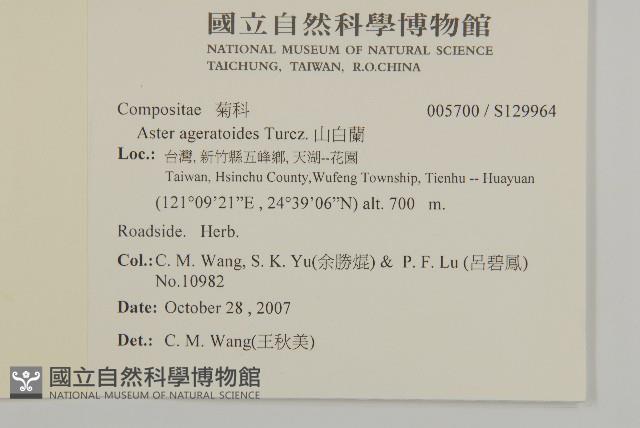 國立自然科學博物館
NATIONAL MUSEUM OF NATURAL SCIENCE
TAICHUNG, TAIWAN, R.O.CHINA
Compositae 菊科 005700 / S129964
Aster ageratoides Turcz. 山白蘭
Loc.: 台灣, 新竹縣五峰鄉, 天湖--花園
Taiwan, Hsinchu County,Wufeng Township, Tienhu -- Huayuan
(121°09’21”E , 24°39’06”N) alt. 700 m.
Roadside. Herb.
Col.: C. M. Wang, S. K. Yu(余勝焜) & P. F. Lu (呂碧鳳)
No.10982
Date: October 28 , 2007
Det.: C. M. Wang(王秋美)
國立自然科學博物館
NATIONAL MUSEUM OF NATURAL SCIENCE